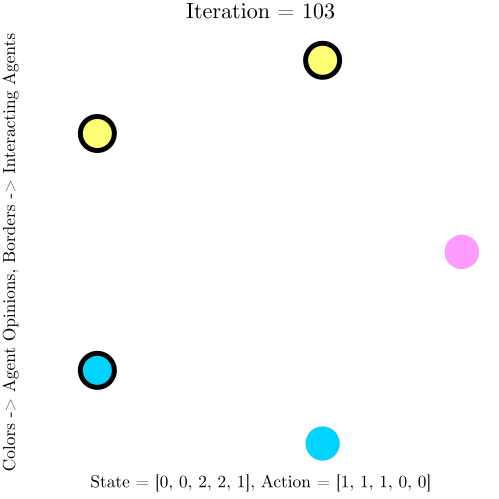 Iteration = 103
Colors -> Agent Opinions, Borders -> Interacting Agents
State = [0, 0, 2, 2, 1], Action = [1, 1, 1, 0, 0]